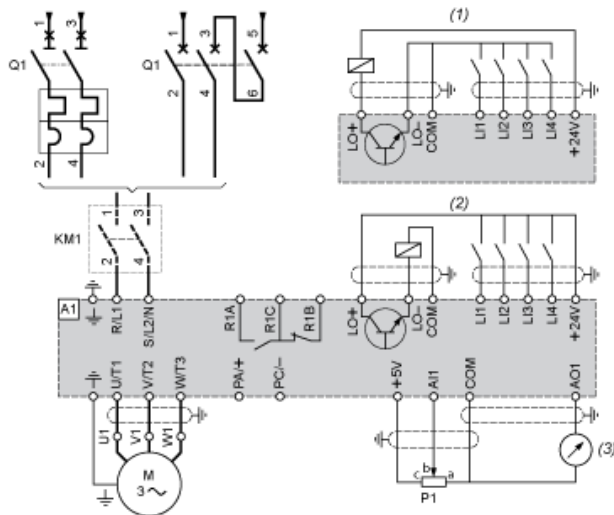 1 3 3 5 (1)
Q1 Q1
2 4 6
2 4
LO+ LO- COM LI1 LI2 LI3 LI4 +24V
1 3 (2)
KM1
2 4
A1 R/L1 S/L2/N R1A R1C R1B LO+ LO- COM LI1 LI2 LI3 LI4 +24V
U/T1 V/T2 W/T3 PA/+ PC/– +5V AI1 COM AO1
U1 V1 W1 (3)
c b a
M P1
3